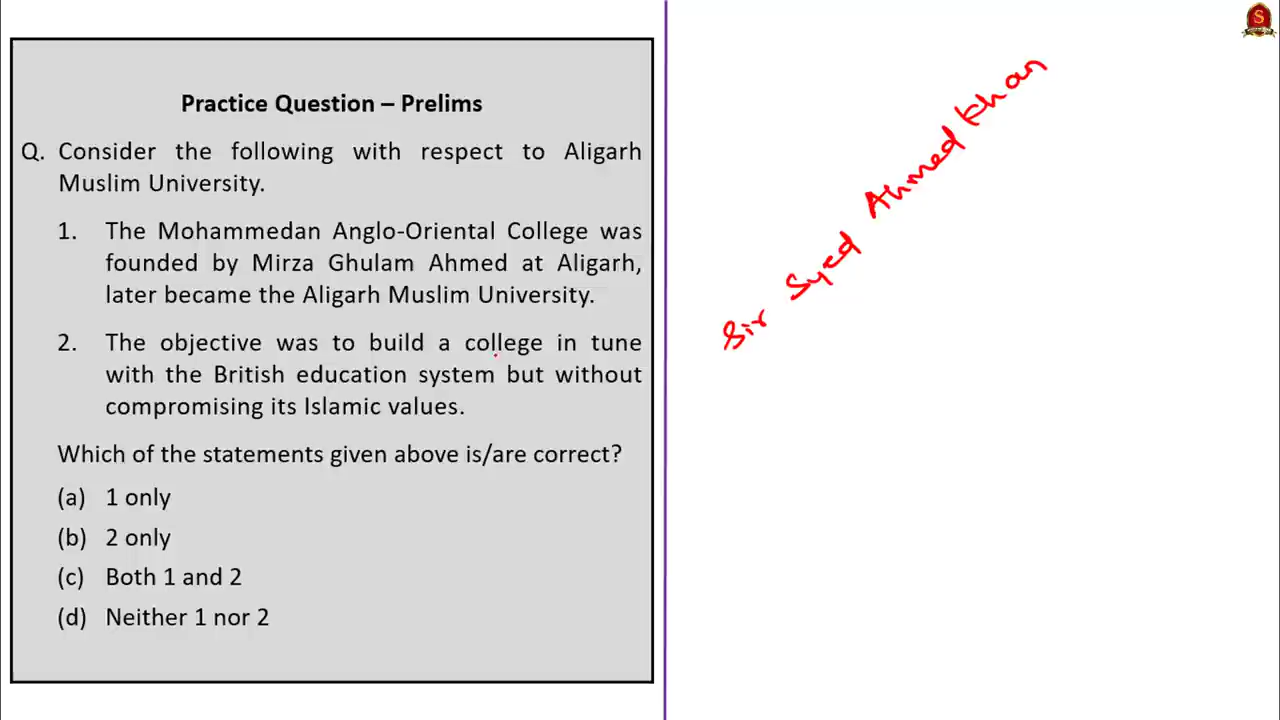 Practice Question – Prelims
Q. Consider the following with respect to Aligarh
Muslim University.
1. The Mohammedan Anglo-Oriental College was
founded by Mirza Ghulam Ahmed at Aligarh,
later became the Aligarh Muslim University.
2. The objective was to build a college in tune
with the British education system but without
compromising its Islamic values.
Which of the statements given above is/are correct?
(a) 1 only
(b) 2 only
(c) Both 1 and 2
(d) Neither 1 nor 2
Sir Syed Ahmed Khan
S